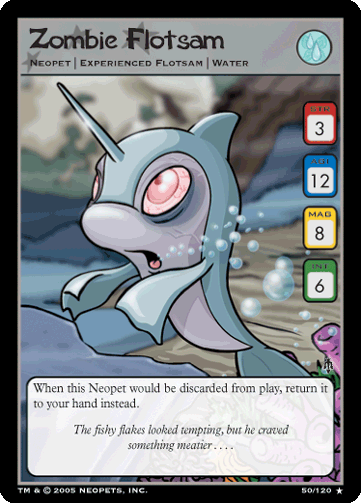 Zombie Flotsam
Neopet | Experienced Flotsam | Water
STR
3
12
MAG
8
INT
6
When this Neopet would be discarded from play, return it
to your hand instead.
The fishy flakes looked tempting, but he craved
something meatier . . . .
TM & © 2005 NEOPETS, INC.
50/120 ★